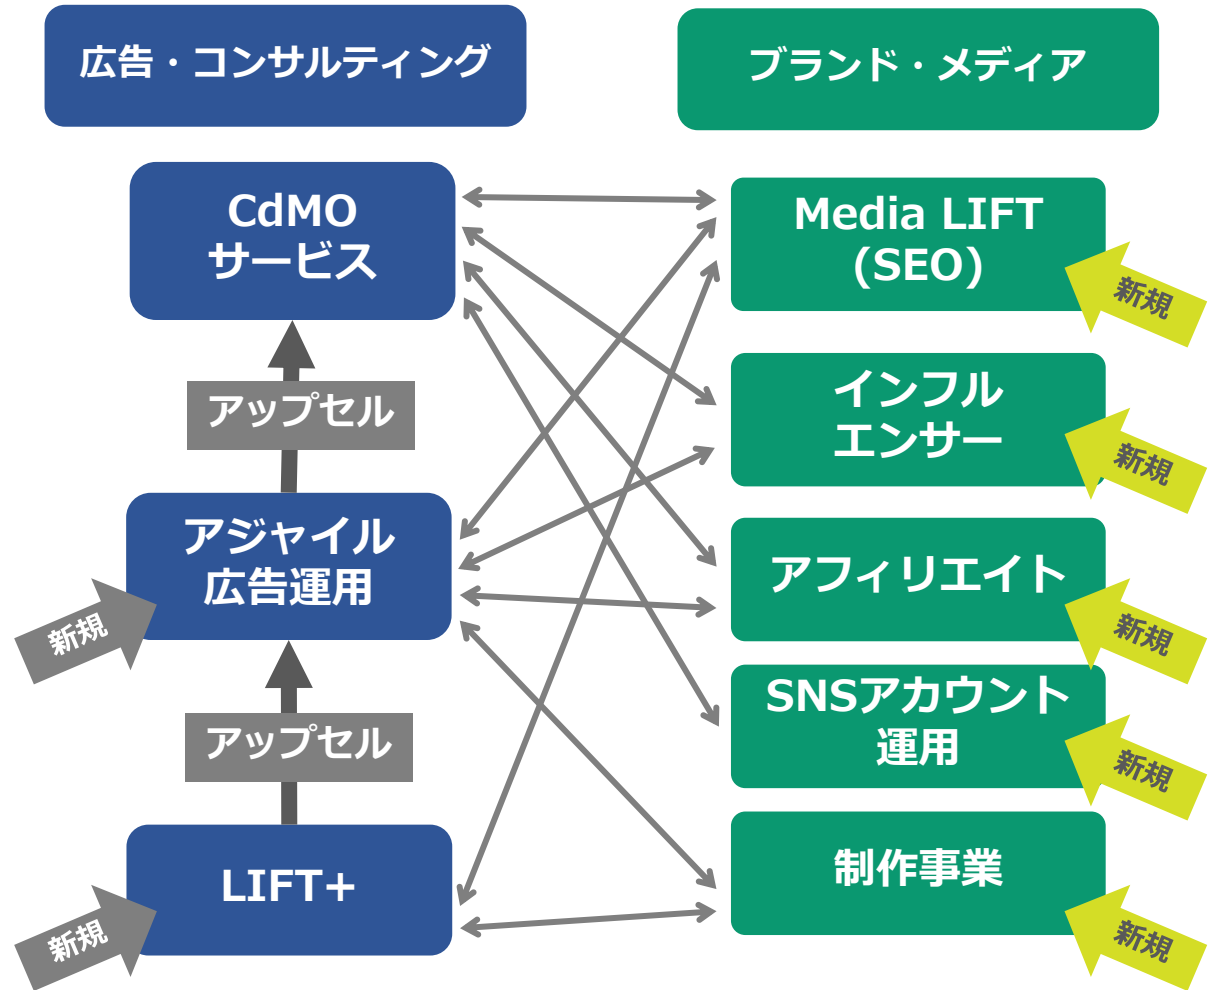 広告・コンサルティング
ブランド・メディア
CdMO
サービス
Media LIFT
（SEO）
新規
アップセル
インフル
エンサー
新規
アジャイル
広告運用
新規
アフィリエイト
新規
アップセル
SNSアカウント
運用
新規
LIFT+
新規
制作事業
新規